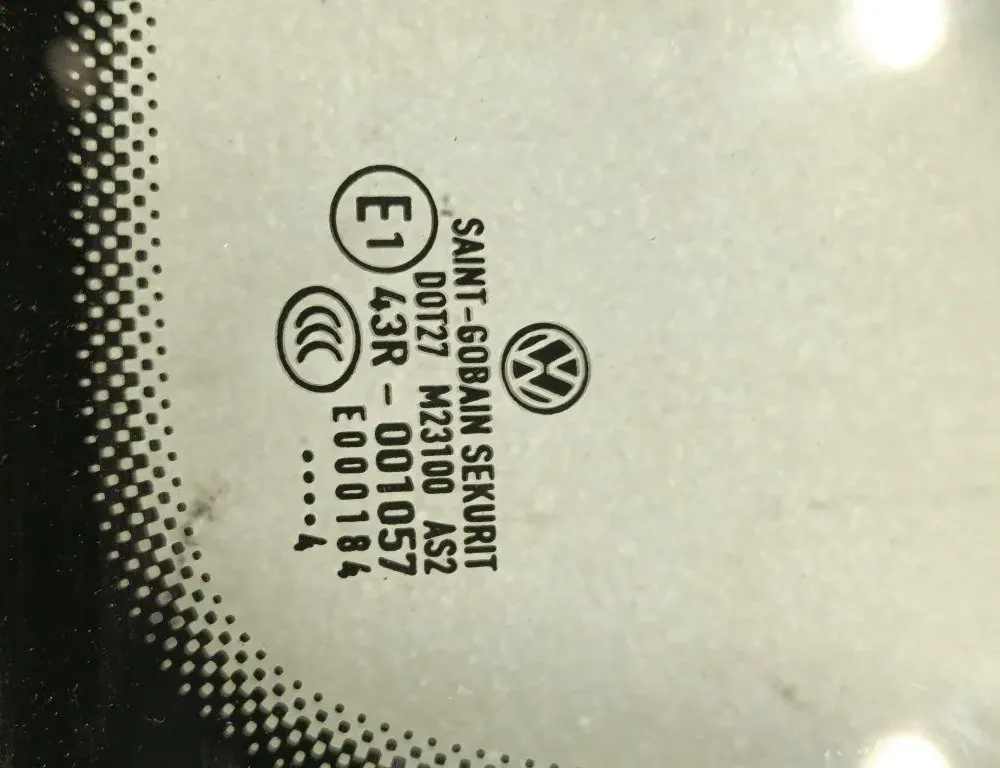 SAINT-GOBAIN SEKURIT
DOT27 M23100 AS2
E1 43R - 001057
E000184
....4